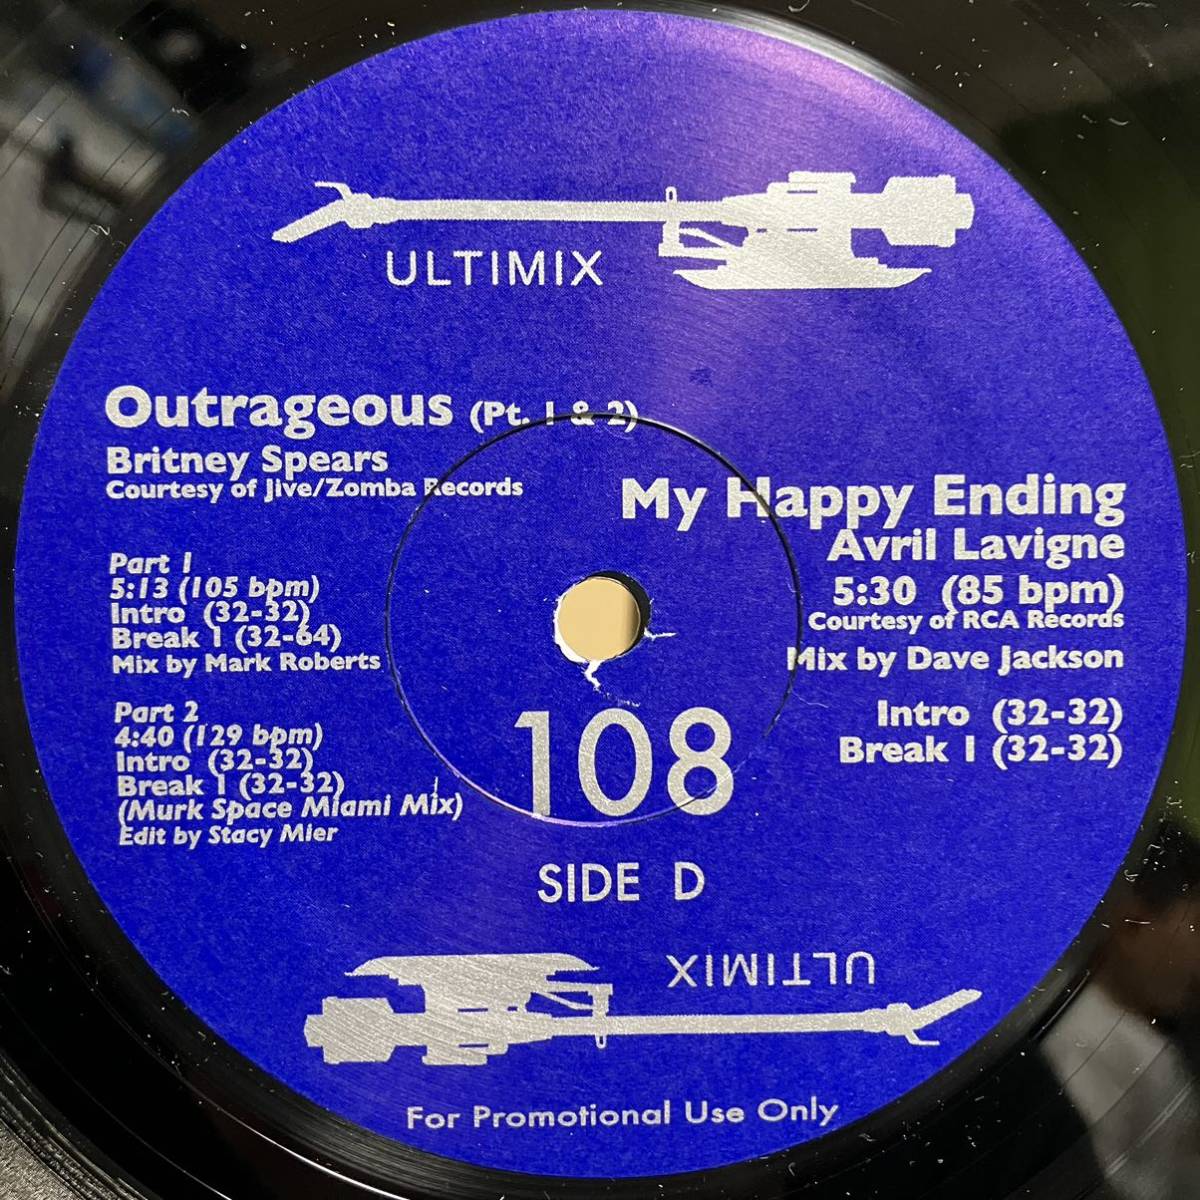 ULTIMIX
Outrageous (Pt. 1 & 2)
Britney Spears
Courtesy of Jive/Zomba Records
Part 1
5:13 (105 bpm)
Intro (32-32)
Break 1 (32-64)
Mix by Mark Roberts
Part 2
4:40 (129 bpm)
Intro (32-32)
Break 1 (32-32)
(Murk Space Miami Mix)
Edit by Stacy Mier
My Happy Ending
Avril Lavigne
5:30 (85 bpm)
Courtesy of RCA Records
Mix by Dave Jackson
Intro (32-32)
Break 1 (32-32)
108
SIDE D
ULTIMIX
For Promotional Use Only